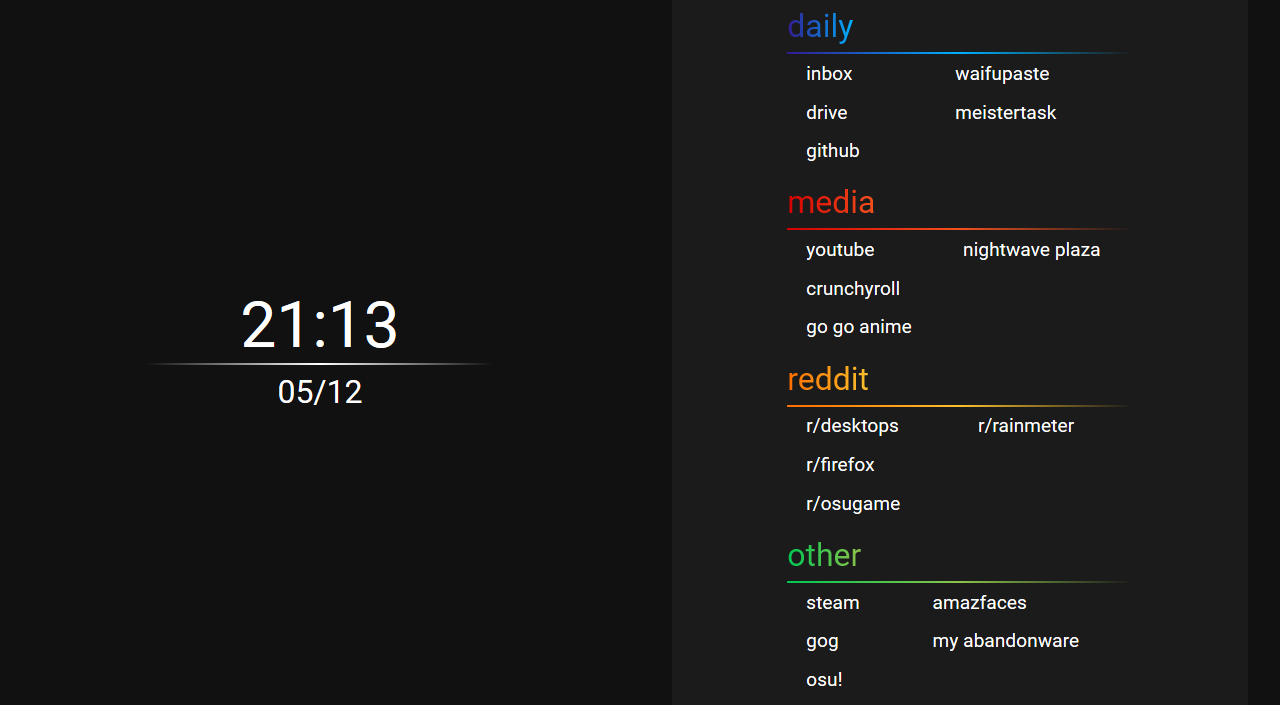 21:13
05/12
daily
inbox waifupaste
drive meistertask
github
media
youtube nightwave plaza
crunchyroll
go go anime
reddit
r/desktops r/rainmeter
r/firefox
r/osugame
other
steam amazfaces
gog my abandonware
osu!